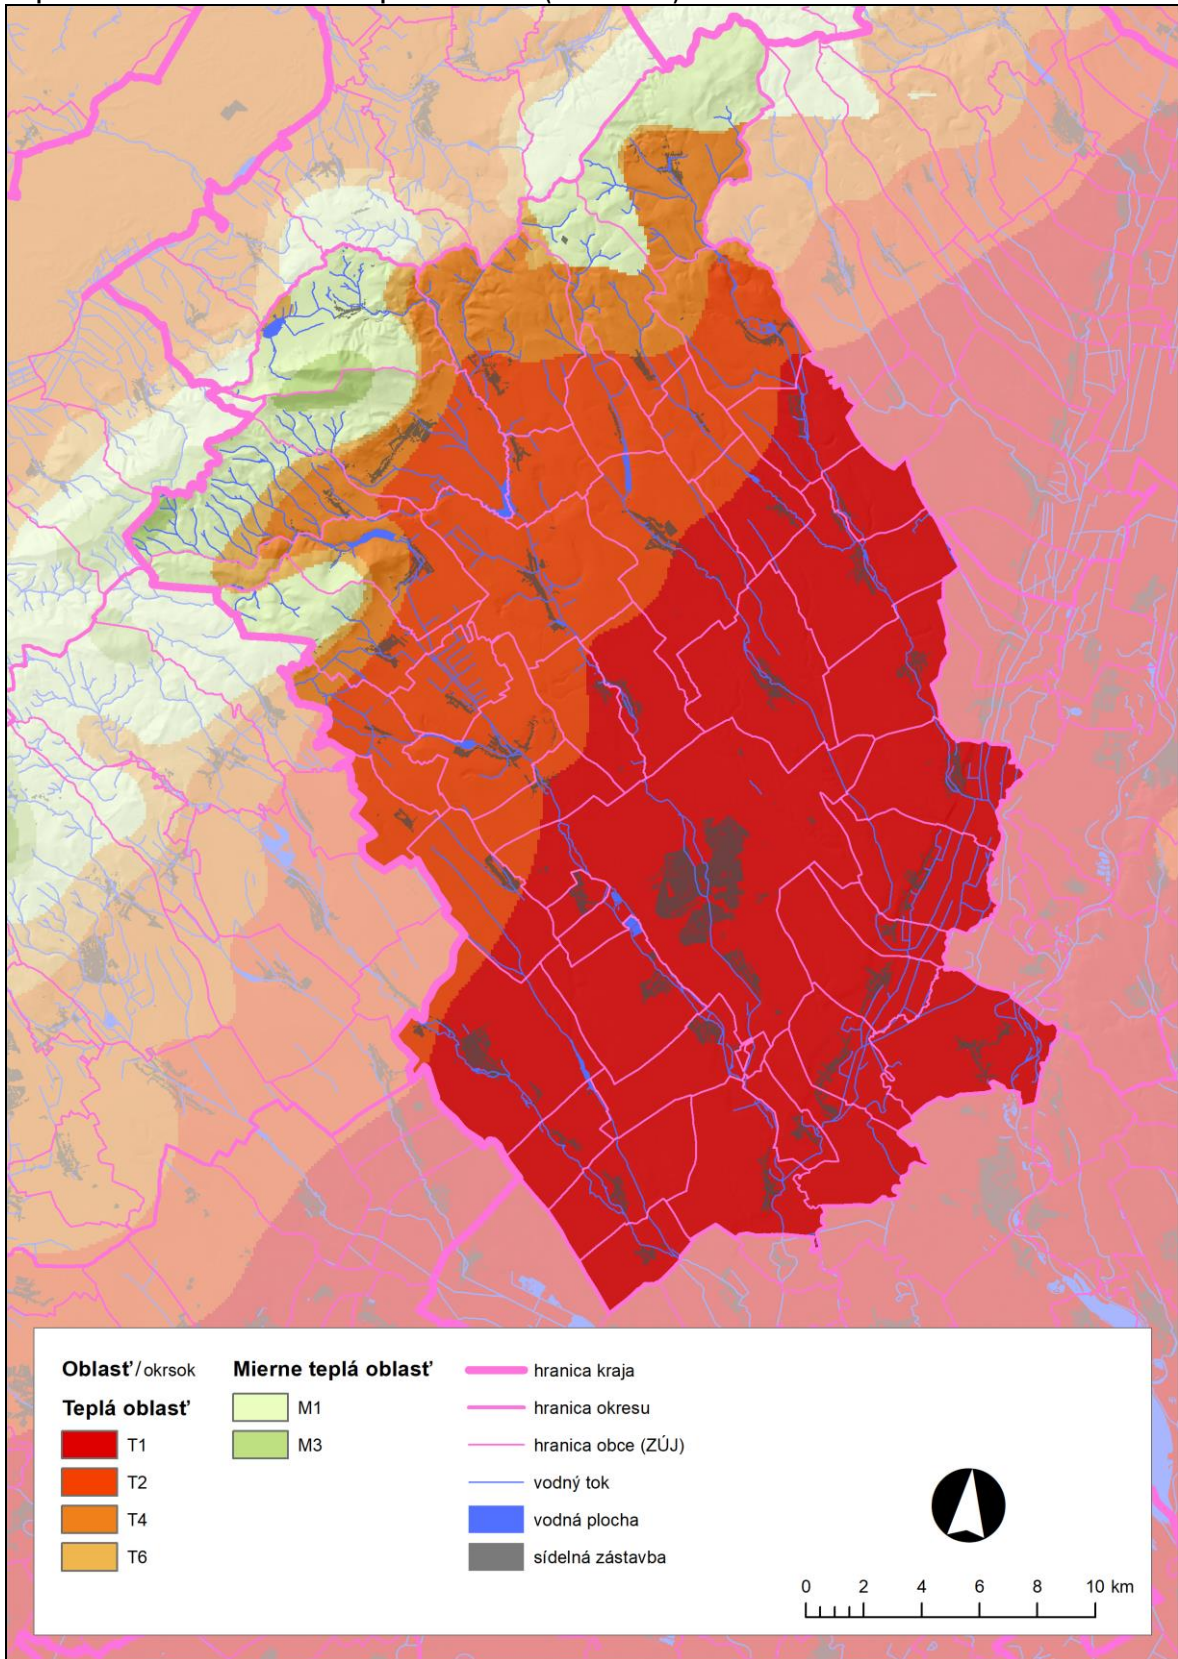 Oblasť / okrsok
Teplá oblasť
T1
T2
T4
T6
Mierne teplá oblasť
M1
M3
hranica kraja
hranica okresu
hranica obce (ZÚJ)
vodný tok
vodná plocha
sídelná zástavba
0 2 4 6 8 10 km